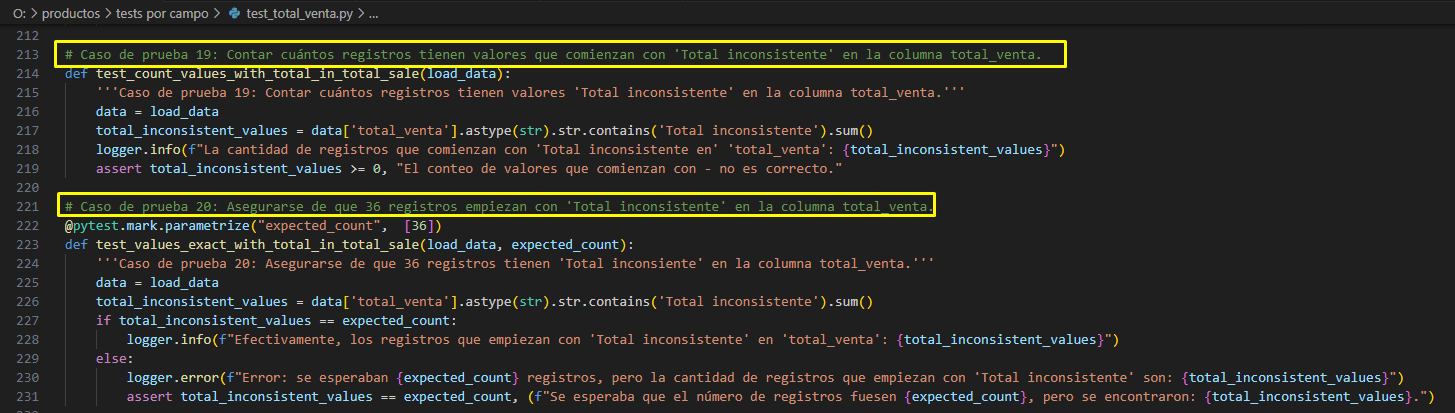 O: > productos > tests por campo > test_total_venta.py > ...
212
213 # Caso de prueba 19: Contar cuántos registros tienen valores que comienzan con 'Total inconsistente' en la columna total_venta.
214 def test_count_values_with_total_in_total_sale(load_data):
215     '''Caso de prueba 19: Contar cuántos registros tienen valores 'Total inconsistente' en la columna total_venta.'''
216     data = load_data
217     total_inconsistent_values = data['total_venta'].astype(str).str.contains('Total inconsistente').sum()
218     logger.info(f"La cantidad de registros que comienzan con 'Total inconsistente en' 'total_venta': {total_inconsistent_values}")
219     assert total_inconsistent_values >= 0, "El conteo de valores que comienzan con - no es correcto."
220
221 # Caso de prueba 20: Asegurarse de que 36 registros empiezan con 'Total inconsistente' en la columna total_venta.
222 @pytest.mark.parametrize("expected_count",  [36])
223 def test_values_exact_with_total_in_total_sale(load_data, expected_count):
224     '''Caso de prueba 20: Asegurarse de que 36 registros tienen 'Total inconsiente' en la columna total_venta.'''
225     data = load_data
226     total_inconsistent_values = data['total_venta'].astype(str).str.contains('Total inconsistente').sum()
227     if total_inconsistent_values == expected_count:
228         logger.info(f"Efectivamente, los registros que empiezan con 'Total inconsistente' en 'total_venta': {total_inconsistent_values}")
229     else:
230         logger.error(f"Error: se esperaban {expected_count} registros, pero la cantidad de registros que empiezan con 'Total inconsistente' son: {total_inconsistent_values}")
231         assert total_inconsistent_values == expected_count, (f"Se esperaba que el número de registros fuesen {expected_count}, pero se encontraron: {total_inconsistent_values}.")